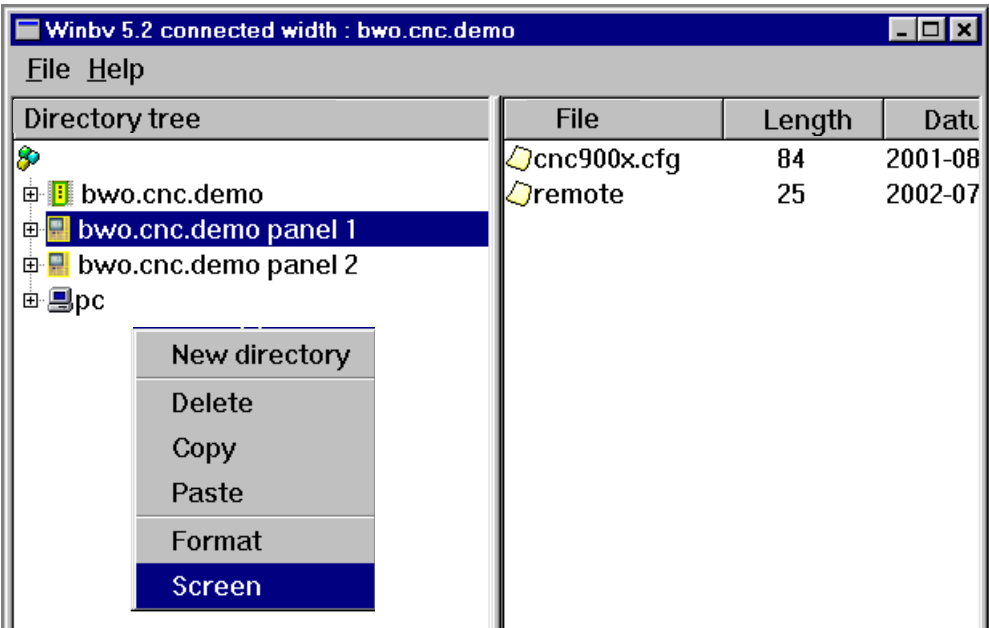 Winbv 5.2 connected width : bwo.cnc.demo
File Help
Directory tree
File Length Datu
bwo.cnc.demo
bwo.cnc.demo panel 1
bwo.cnc.demo panel 2
pc
cnc900x.cfg 84 2001-08
remote 25 2002-07
New directory
Delete
Copy
Paste
Format
Screen